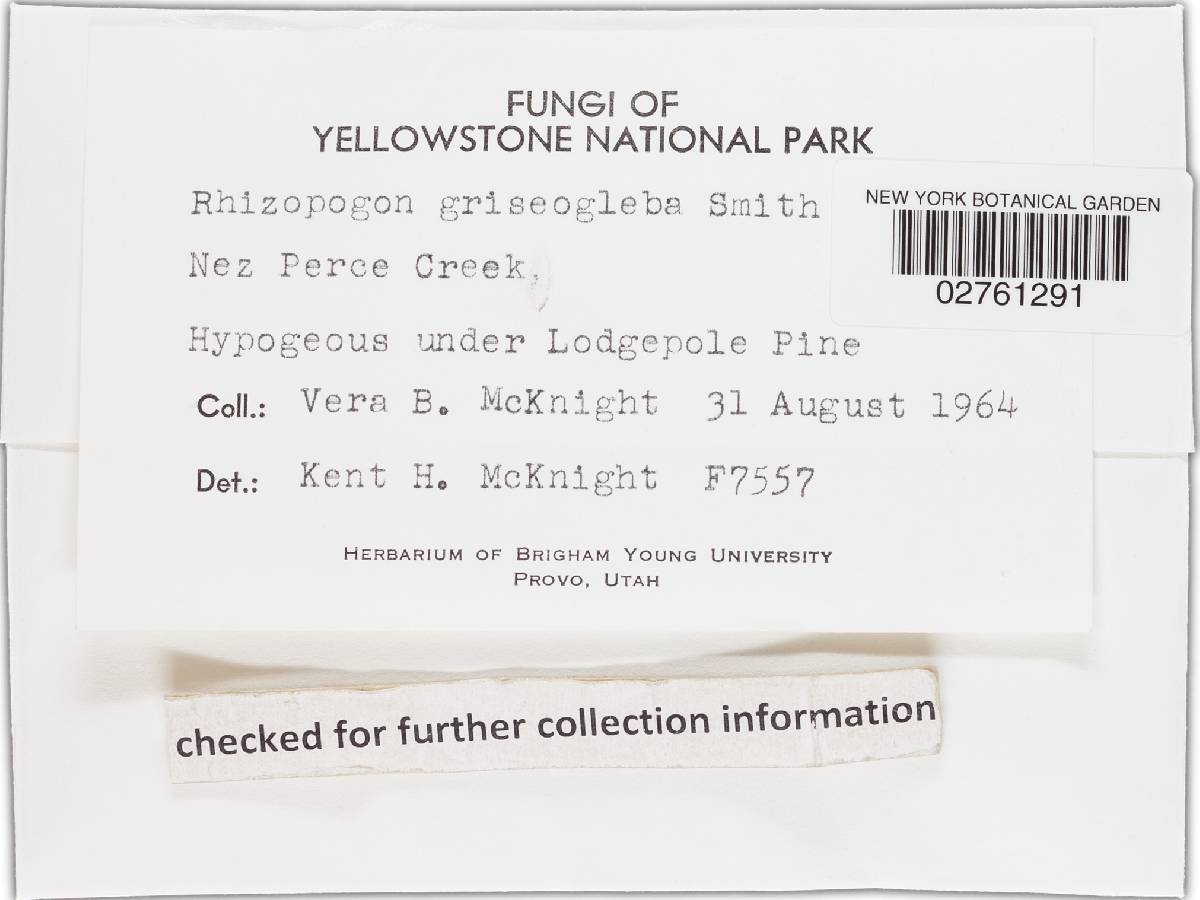 FUNGI OF
YELLOWSTONE NATIONAL PARK
Rhizopogon griseogleba Smith
Nez Perce Creek,
Hypogeous under Lodgepole Pine
Coll.: Vera B. McKnight 31 August 1964
Det.: Kent H. McKnight F7557
HERBARIUM OF BRIGHAM YOUNG UNIVERSITY
PROVO, UTAH
NEW YORK BOTANICAL GARDEN
02761291
checked for further collection information